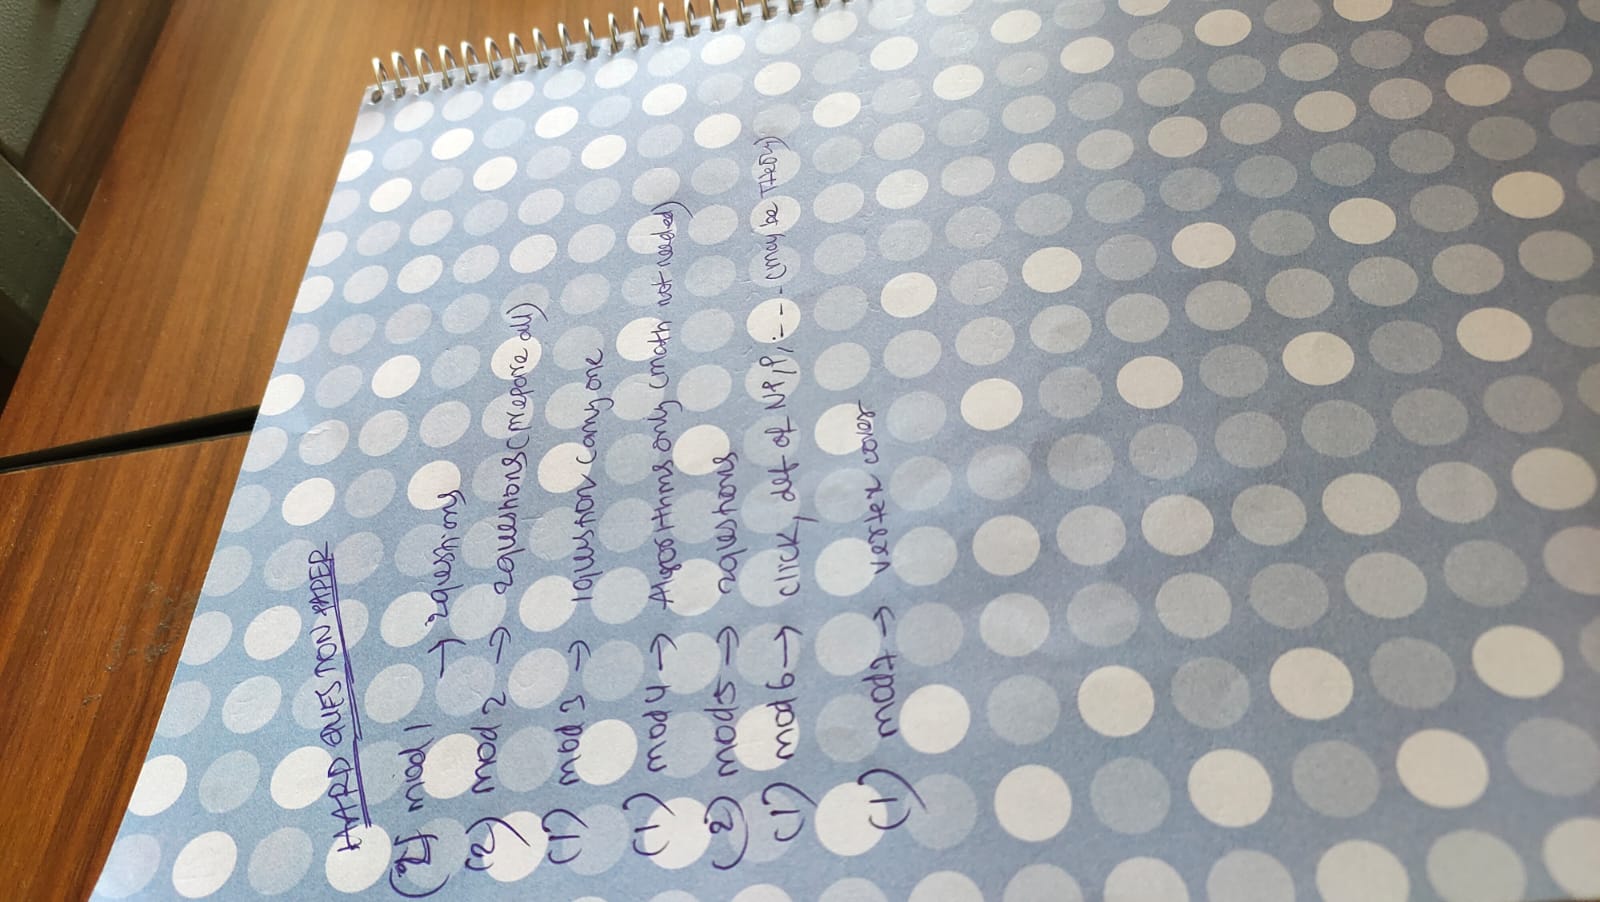 HARD QUESTION PAPER
(2) mod 1 → 2questions
(2) mod 2 → 2questions (prepare all)
(1) mod 3 → 1question (any one
(1) mod 4 → Algorithms only (math not needed)
(2) mod 5 → 2questions
(1) mod 6 → click, def of NP, P, :--- (may be
(1) mod 7 → vertex cover